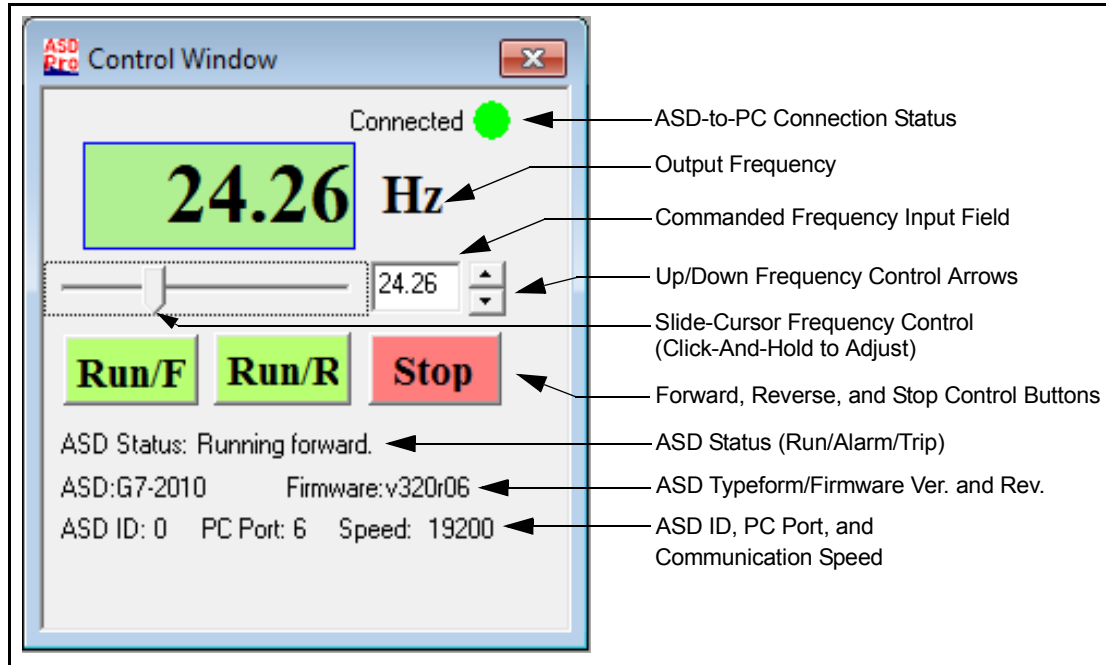 ASD Pro Control Window
Connected
ASD-to-PC Connection Status
24.26 Hz
Output Frequency
Commanded Frequency Input Field
24.26
Up/Down Frequency Control Arrows
Slide-Cursor Frequency Control
(Click-And-Hold to Adjust)
Run/F Run/R Stop
Forward, Reverse, and Stop Control Buttons
ASD Status: Running forward.
ASD Status (Run/Alarm/Trip)
ASD:G7-2010 Firmware:v320r06
ASD Typeform/Firmware Ver. and Rev.
ASD ID: 0 PC Port: 6 Speed: 19200
ASD ID, PC Port, and
Communication Speed